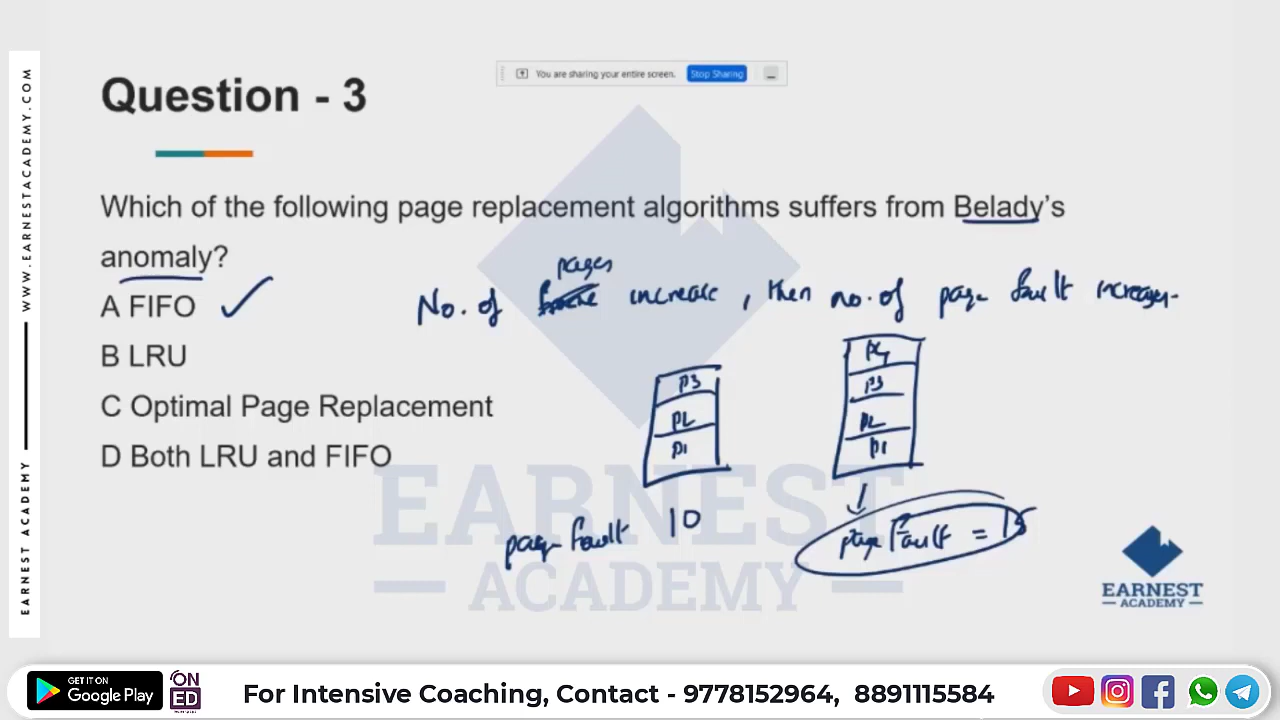 WWW.EARNESTACADEMY.COM
EARNEST ACADEMY
Question - 3
You are sharing your entire screen.
Stop Sharing
Which of the following page replacement algorithms suffers from Belady's
anomaly?
pages
A FIFO
No. of increase, then no. of page fault increases.
B LRU
C Optimal Page Replacement
D Both LRU and FIFO
P3
P2
P1
P4
P3
P2
P1
page fault 10
page Fault = 15
EARNEST
ACADEMY
EARNEST
ACADEMY
GET IT ON
Google Play
ON
ED
For Intensive Coaching, Contact - 9778152964, 8891115584